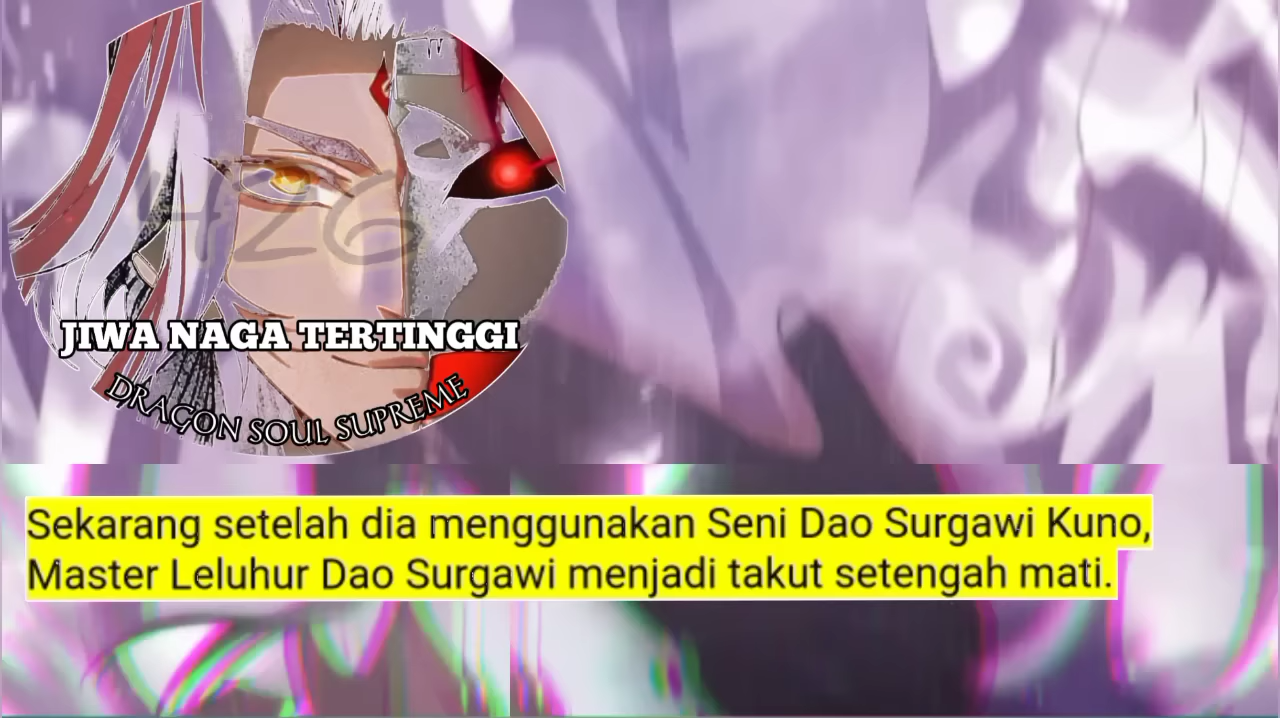 426
JIWA NAGA TERTINGGI
DRAGON SOUL SUPREME
Sekarang setelah dia menggunakan Seni Dao Surgawi Kuno,
Master Leluhur Dao Surgawi menjadi takut setengah mati.